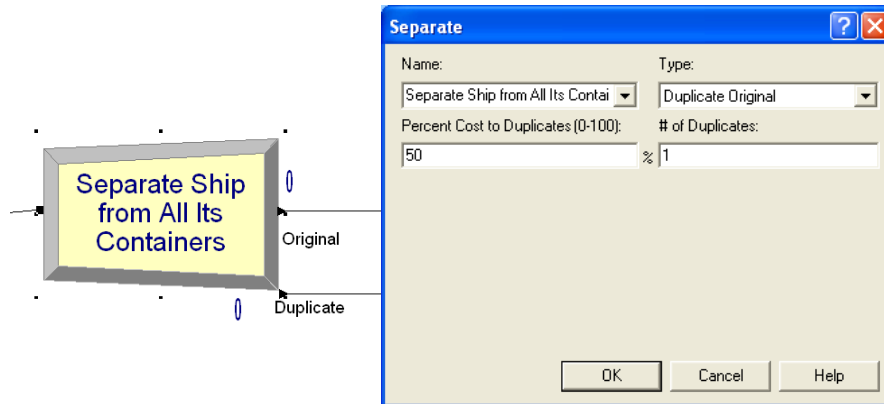 Separate Ship
from All Its
Containers
0
Original
0
Duplicate
Separate
Name:
Type:
Separate Ship from All Its Contai
Duplicate Original
Percent Cost to Duplicates (0-100):
# of Duplicates:
50
%
1
OK
Cancel
Help